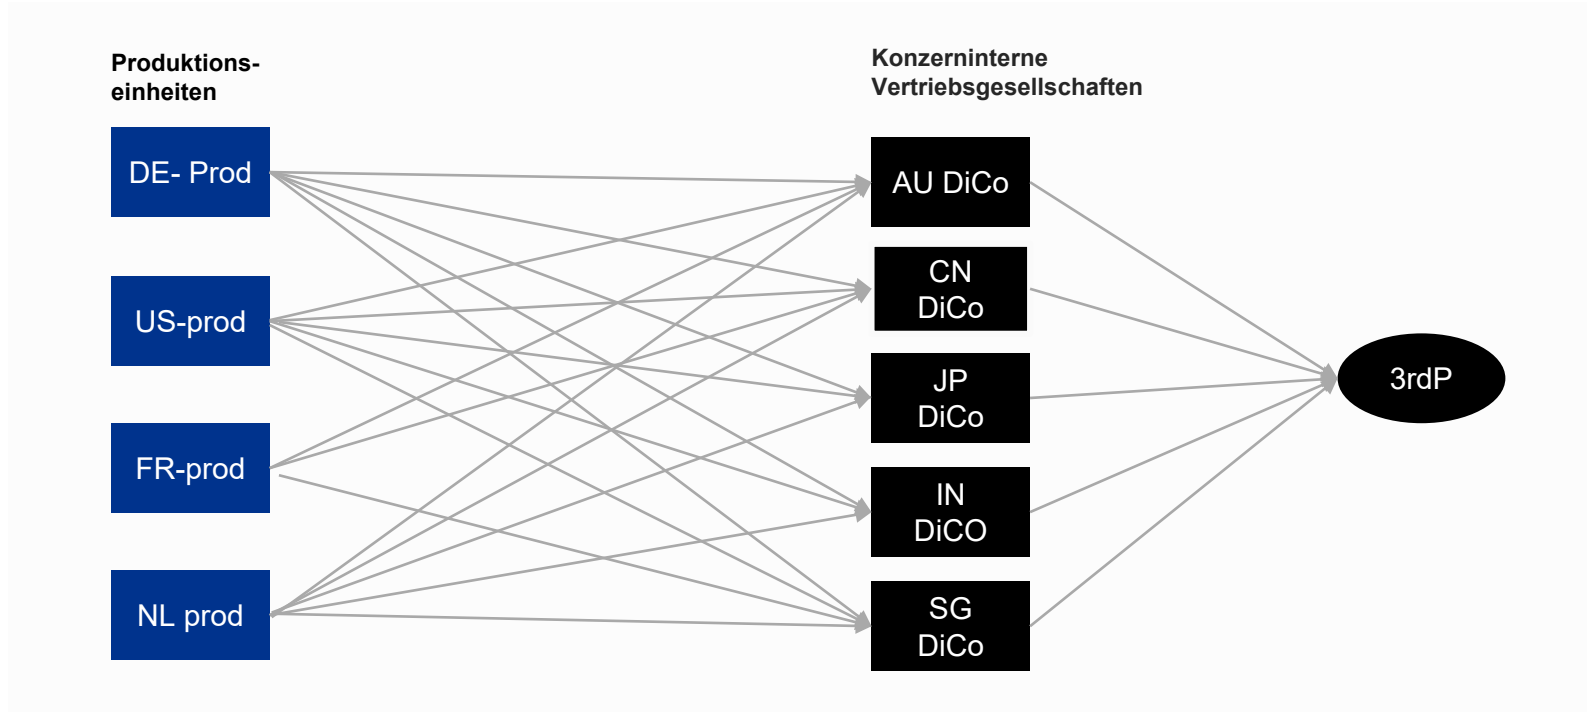 Produktions-
einheiten
Konzerninterne
Vertriebsgesellschaften
DE- Prod
US-prod
FR-prod
NL prod
AU DiCo
CN
DiCo
JP
DiCo
IN
DiCO
SG
DiCo
3rdP